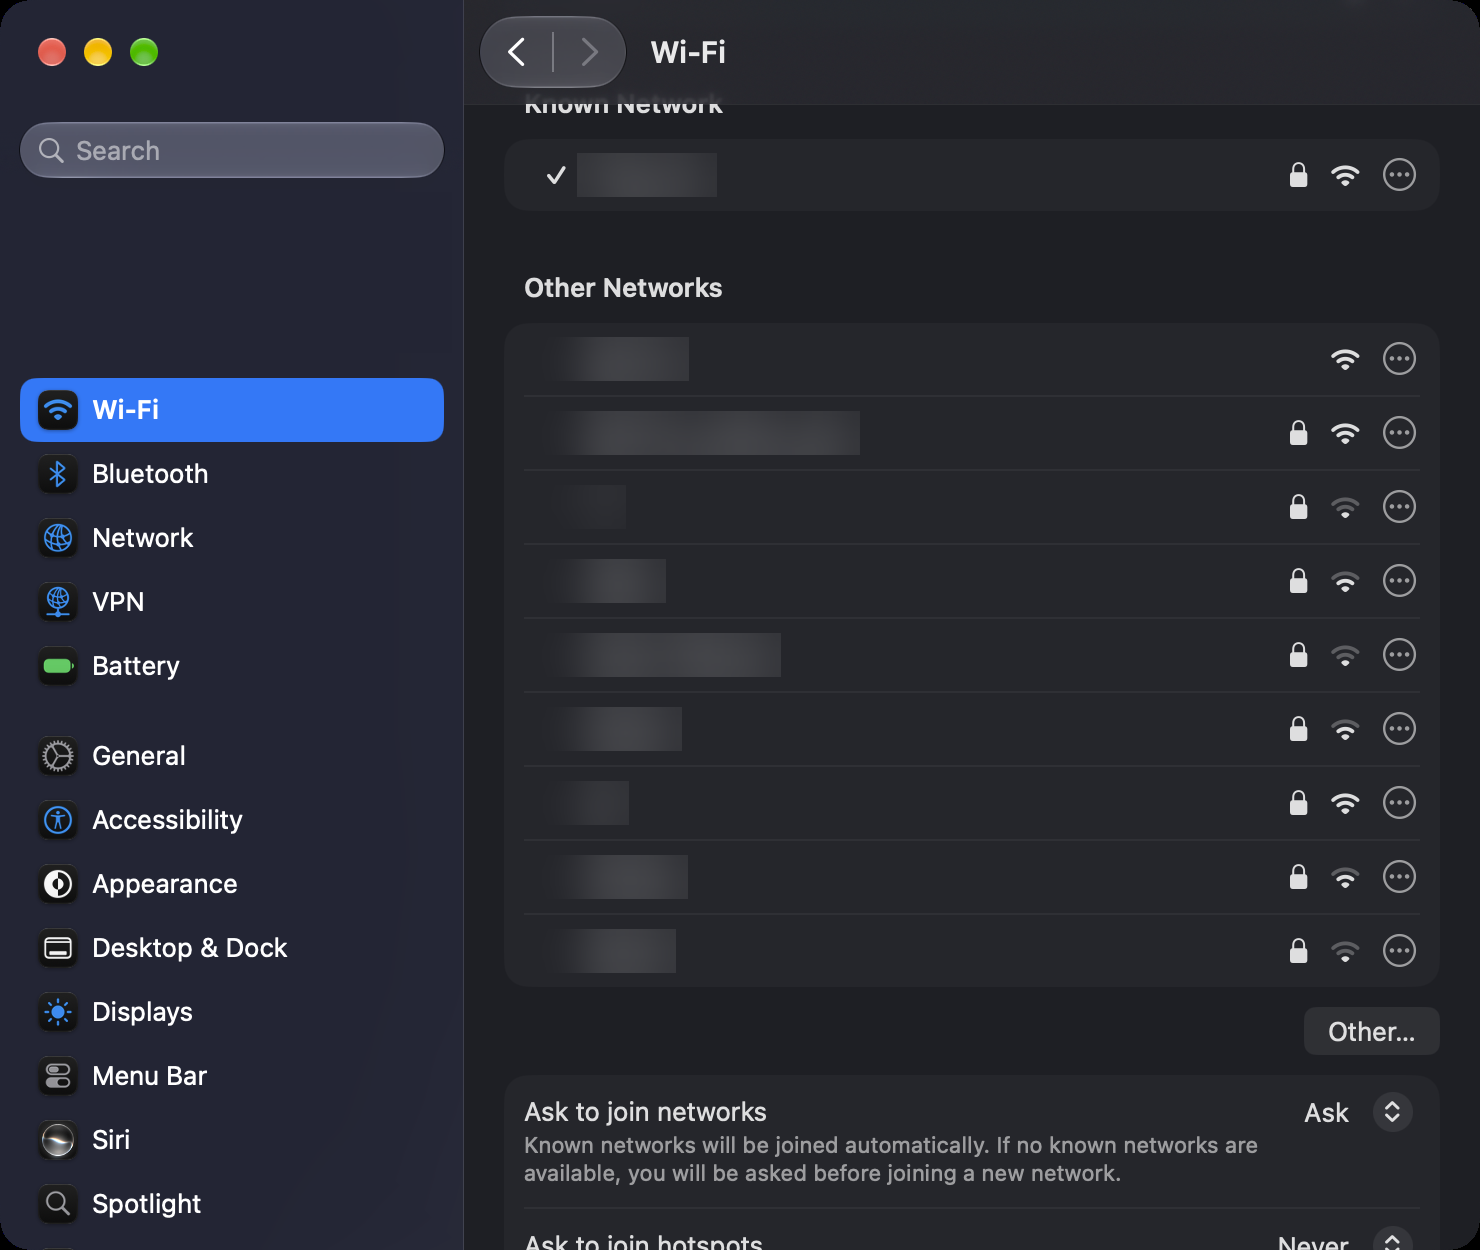 Wi-Fi
Search
Wi-Fi
Bluetooth
Network
VPN
Battery
General
Accessibility
Appearance
Desktop & Dock
Displays
Menu Bar
Siri
Spotlight
Known Network
Other Networks
Other...
Ask to join networks
Ask
Known networks will be joined automatically. If no known networks are
available, you will be asked before joining a new network.
Ask to join hotspots
Never